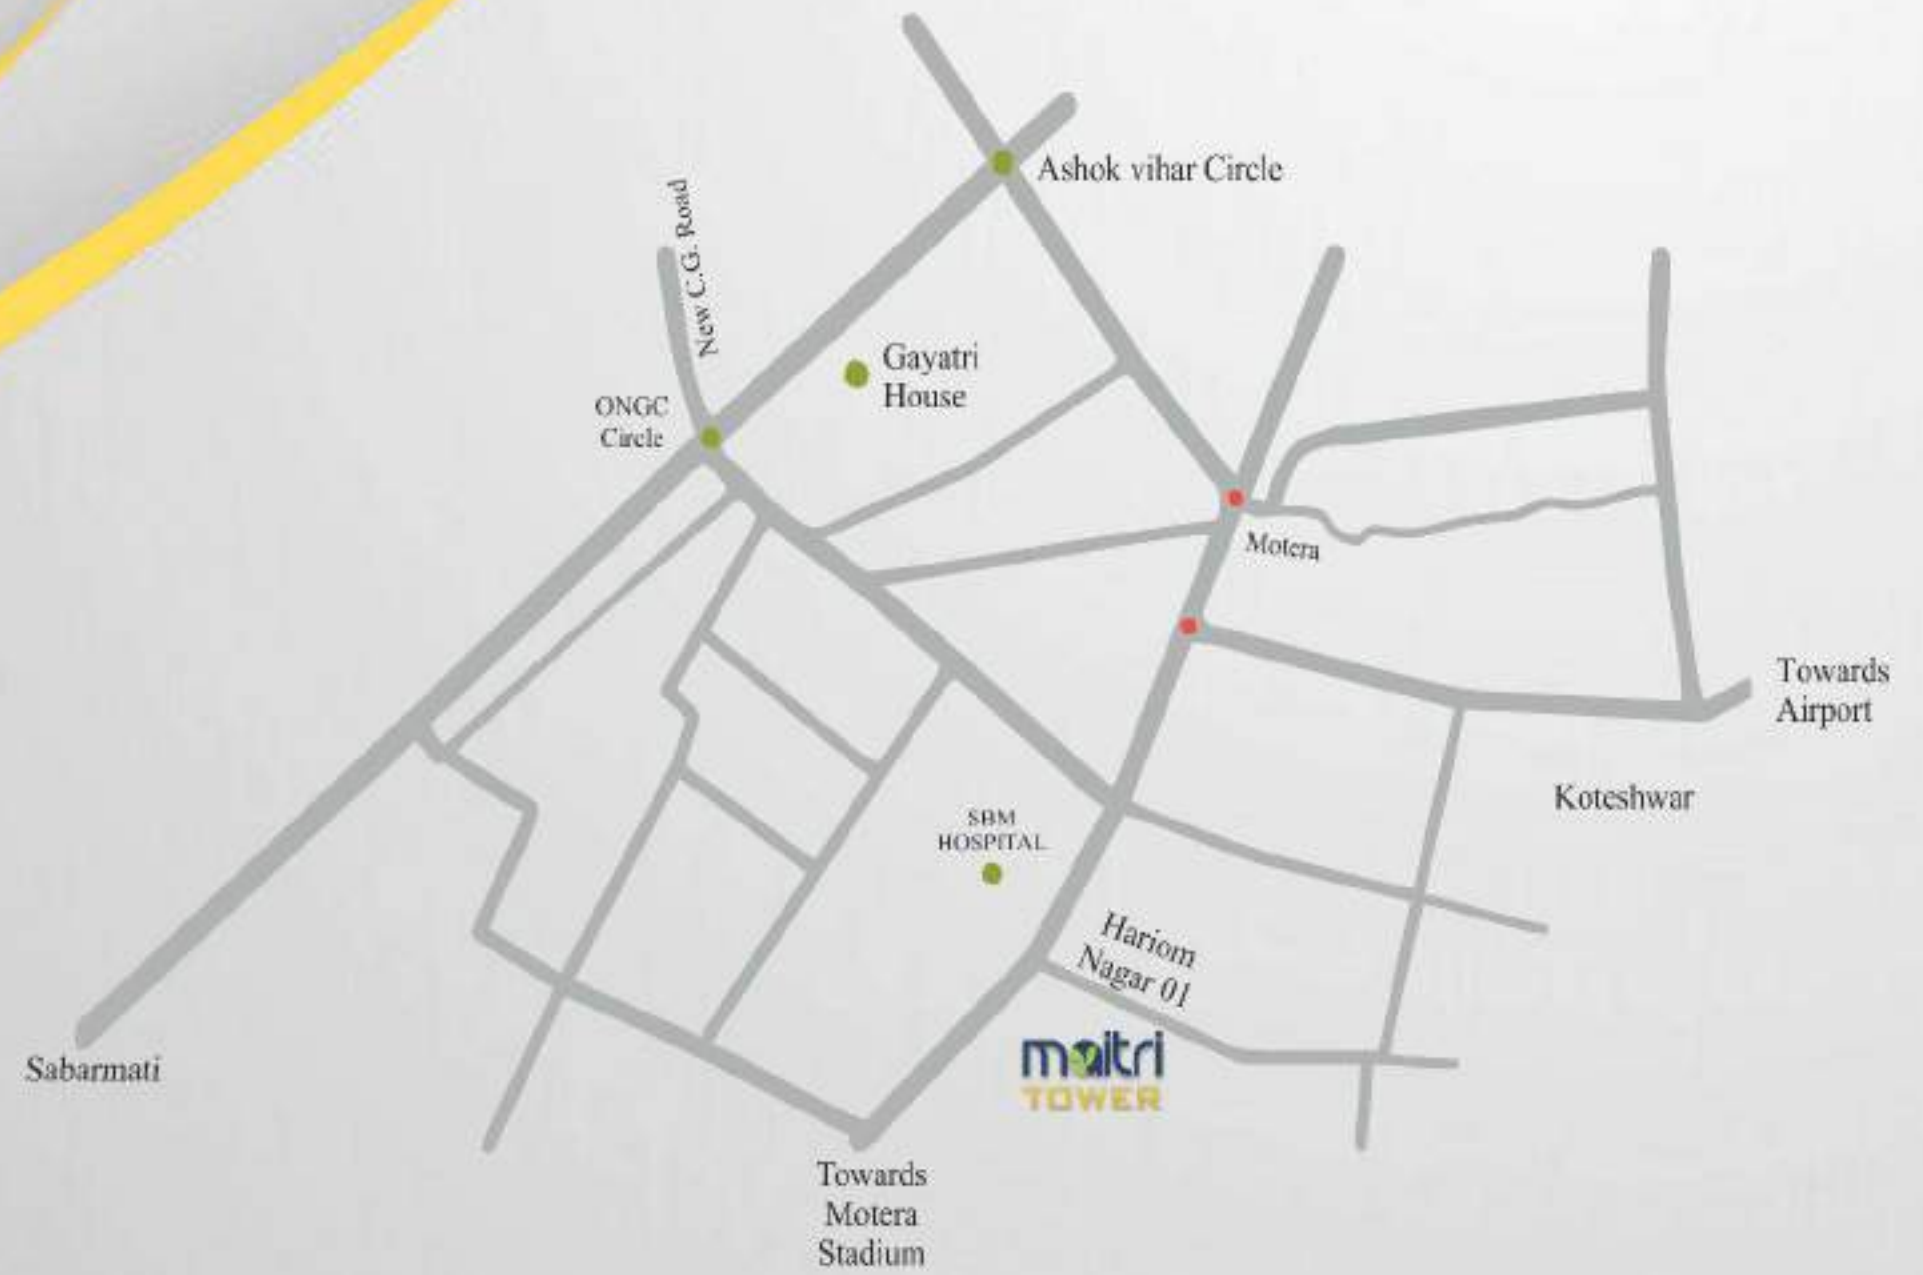 Ashok vihar Circle
New C.G. Road
Gayatri
House
ONGC
Circle
Motera
Towards
Airport
Koteshwar
SBM
HOSPITAL
Hariom
Nagar 01
maitri
TOWER
Sabarmati
Towards
Motera
Stadium